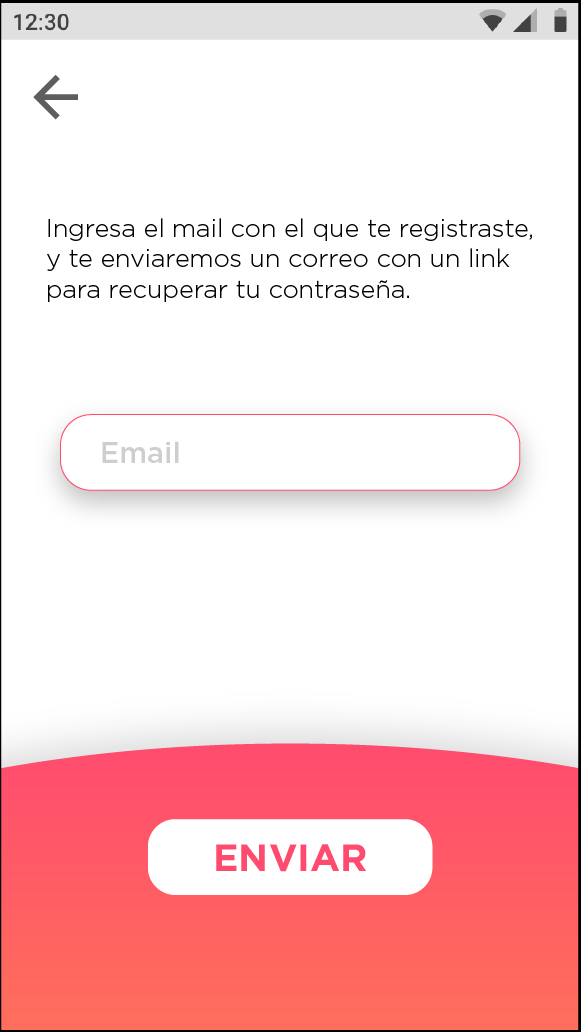 12:30
Ingresa el mail con el que te registraste,
y te enviaremos un correo con un link
para recuperar tu contraseña.
Email
ENVIAR